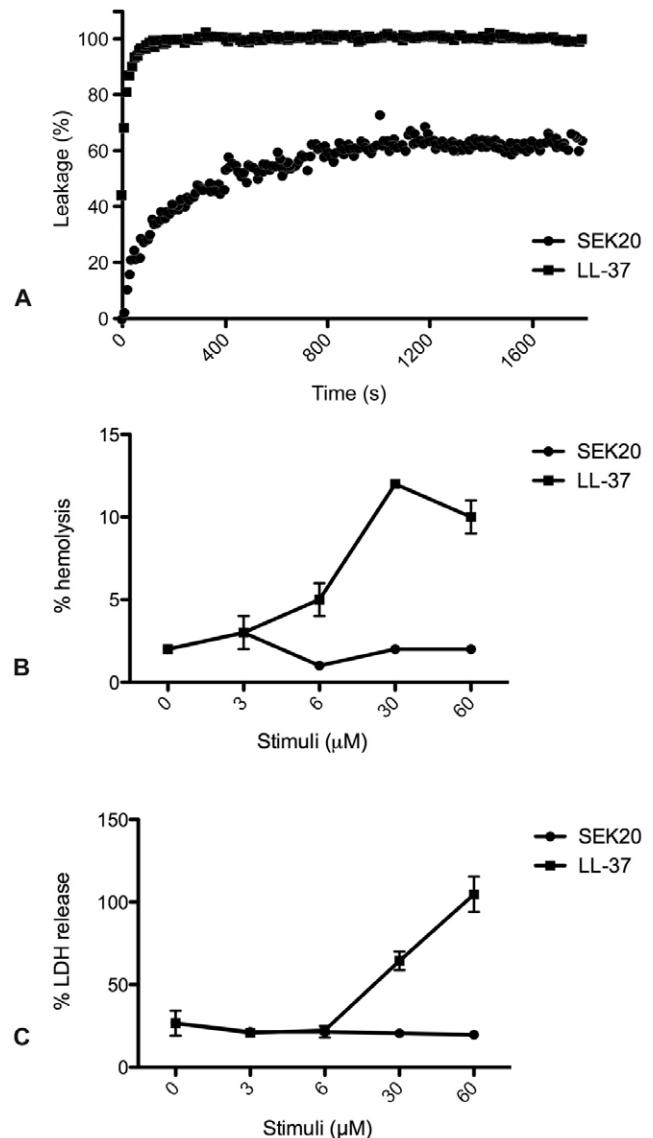 100
80
60
40
20
0
Leakage (%)
0 400 800 1200 1600
Time (s)
SEK20
LL-37
A
15
10
5
0
% hemolysis
0 3 6 30 60
Stimuli (μM)
SEK20
LL-37
B
150
100
50
0
% LDH release
0 3 6 30 60
Stimuli (μM)
SEK20
LL-37
C